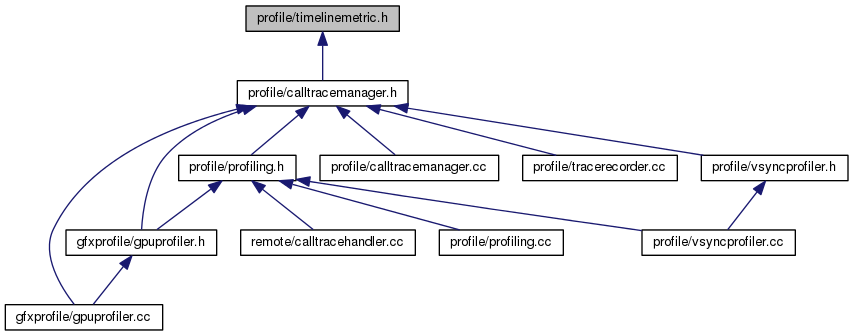 profile/timelinemetric.h
profile/calltracemanager.h
profile/profiling.h
profile/calltracemanager.cc
profile/tracerecorder.cc
profile/vsyncprofiler.h
gfxprofile/gpuprofiler.h
remote/calltracehandler.cc
profile/profiling.cc
profile/vsyncprofiler.cc
gfxprofile/gpuprofiler.cc